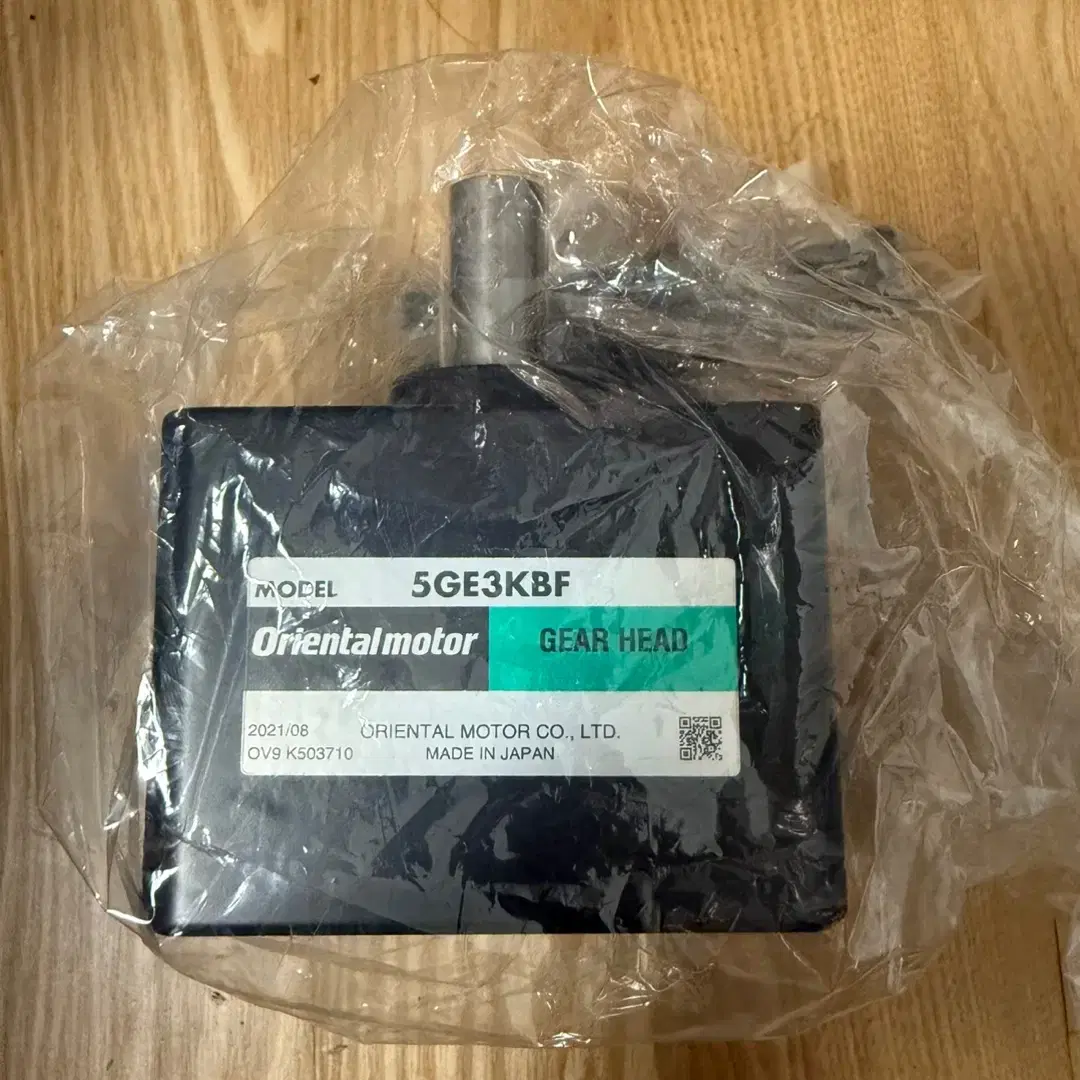 MODEL 5GE3KBF
Orientalmotor GEAR HEAD
2021/08 ORIENTAL MOTOR CO., LTD.
OV9 K503710 MADE IN JAPAN